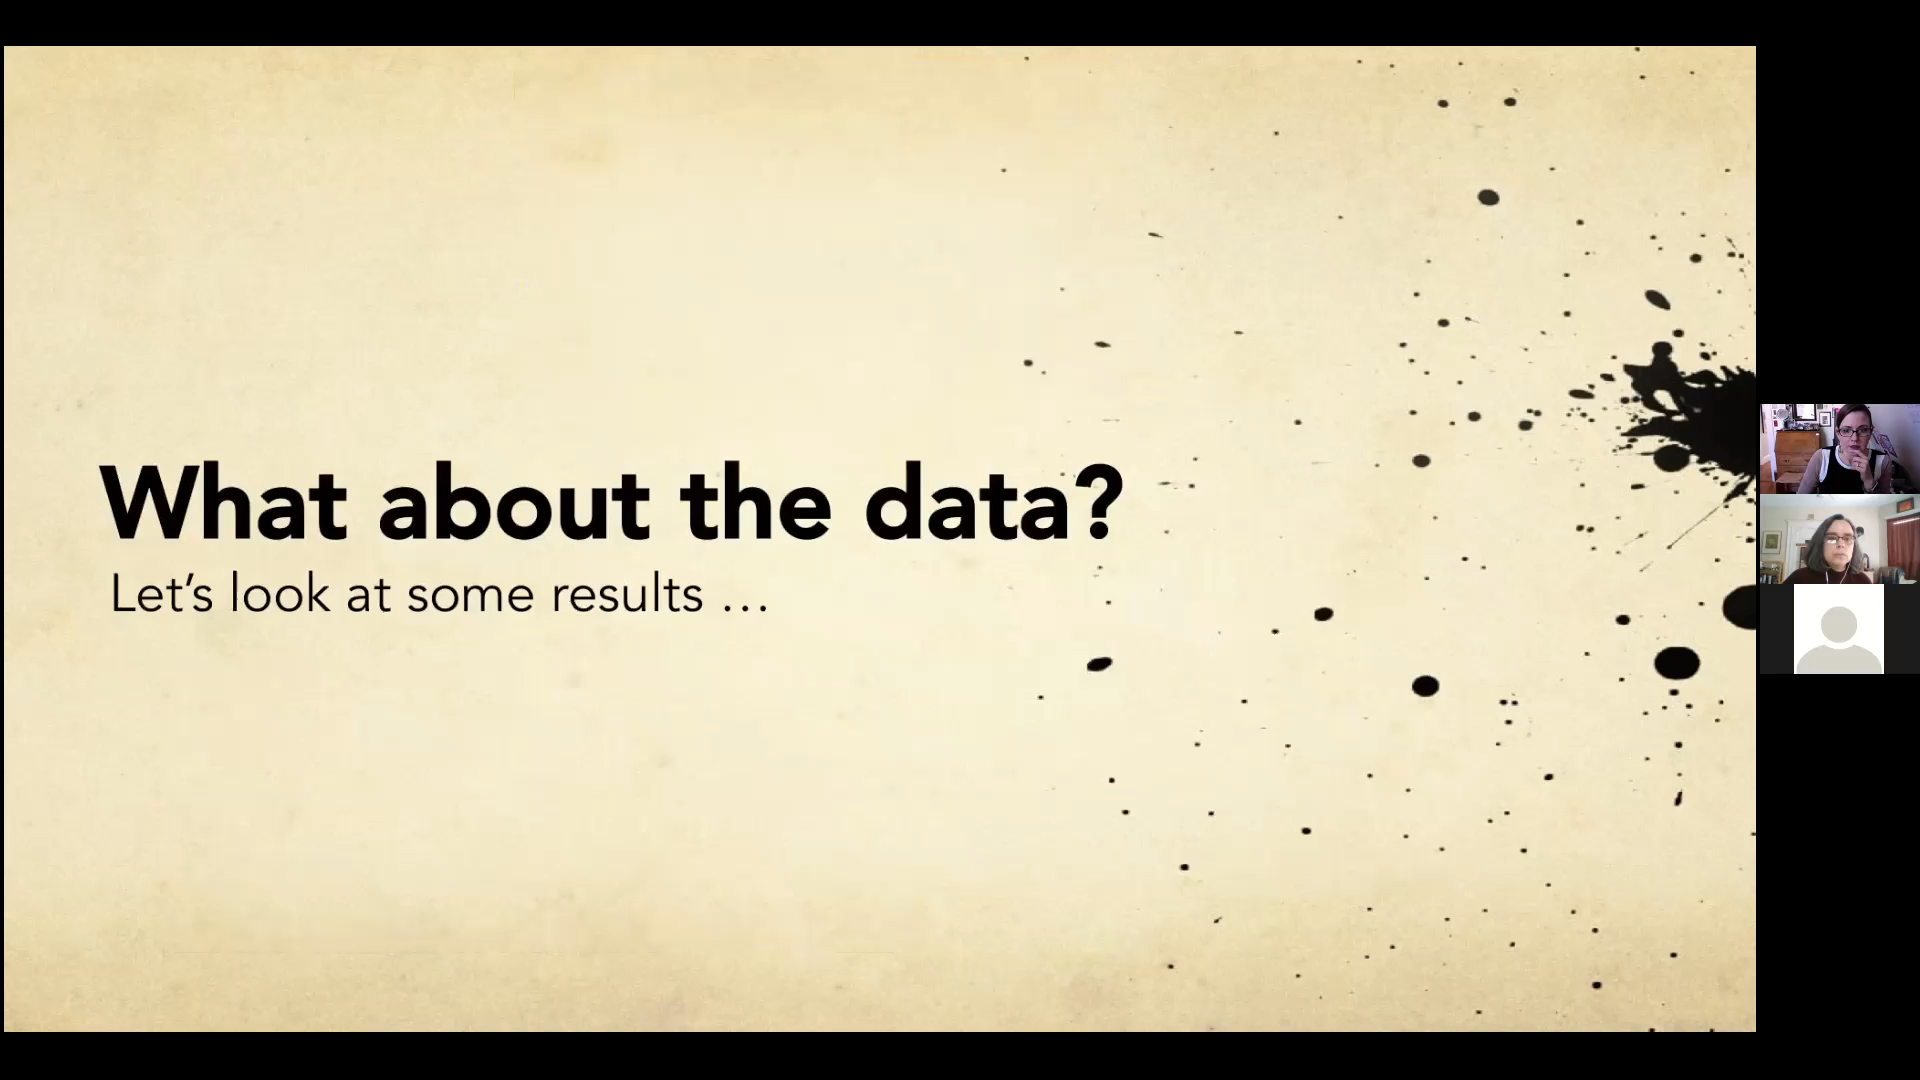 What about the data?
Let’s look at some results …